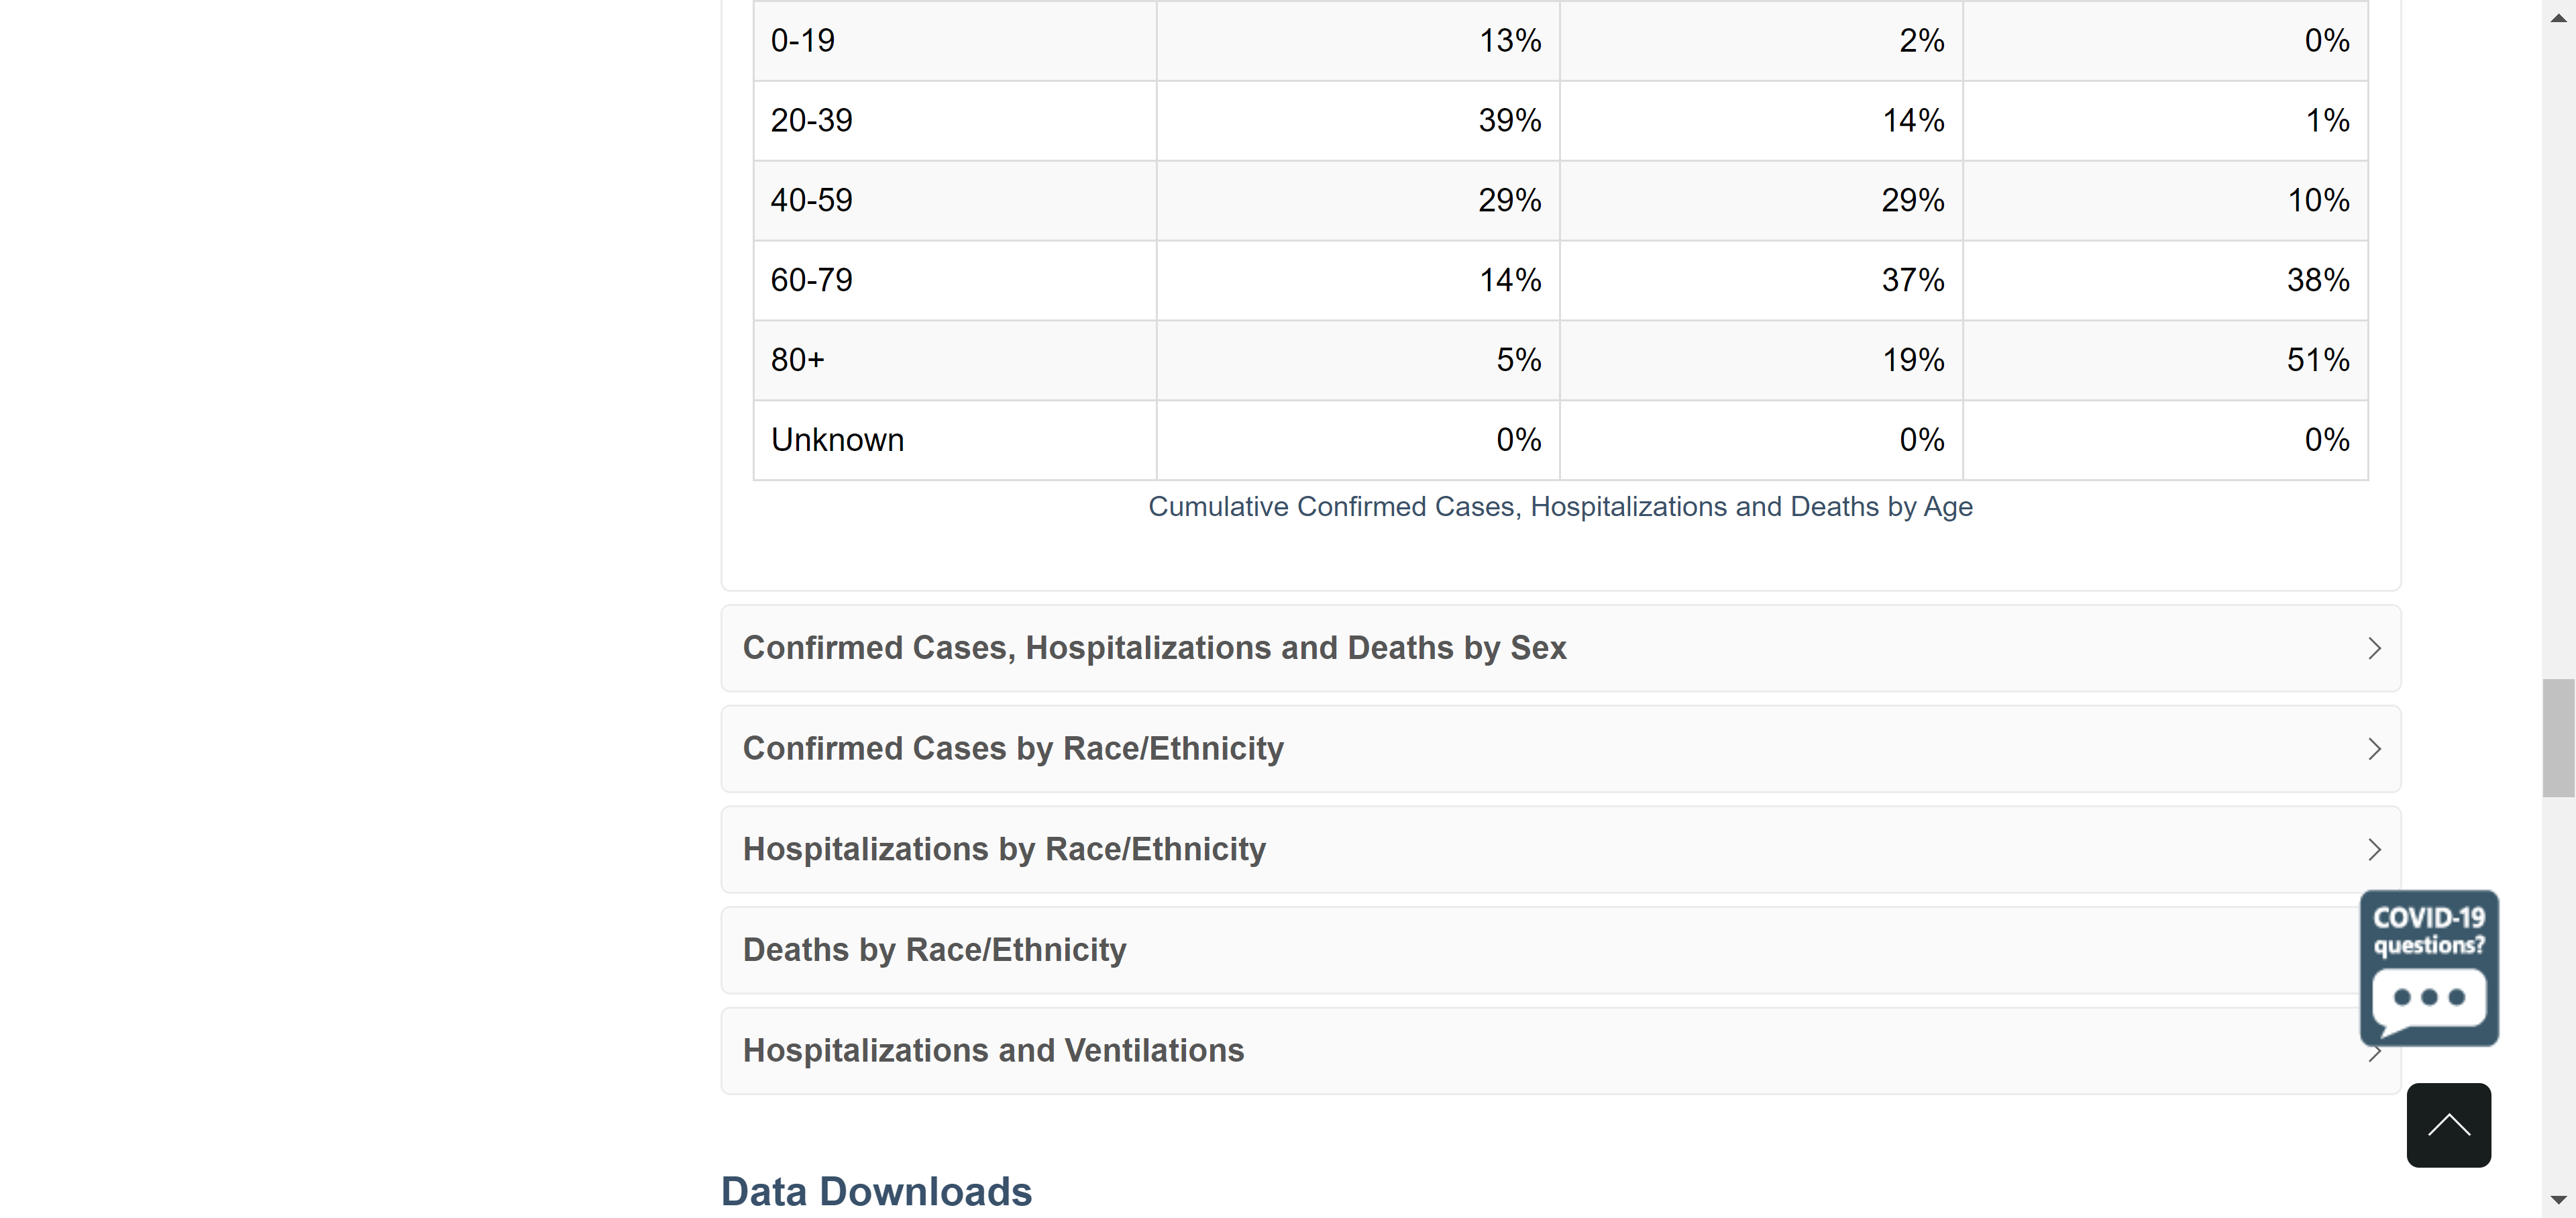 0-19 13% 2% 0%
20-39 39% 14% 1%
40-59 29% 29% 10%
60-79 14% 37% 38%
80+ 5% 19% 51%
Unknown 0% 0% 0%
Cumulative Confirmed Cases, Hospitalizations and Deaths by Age
Confirmed Cases, Hospitalizations and Deaths by Sex
Confirmed Cases by Race/Ethnicity
Hospitalizations by Race/Ethnicity
Deaths by Race/Ethnicity
Hospitalizations and Ventilations
COVID-19
questions?
Data Downloads